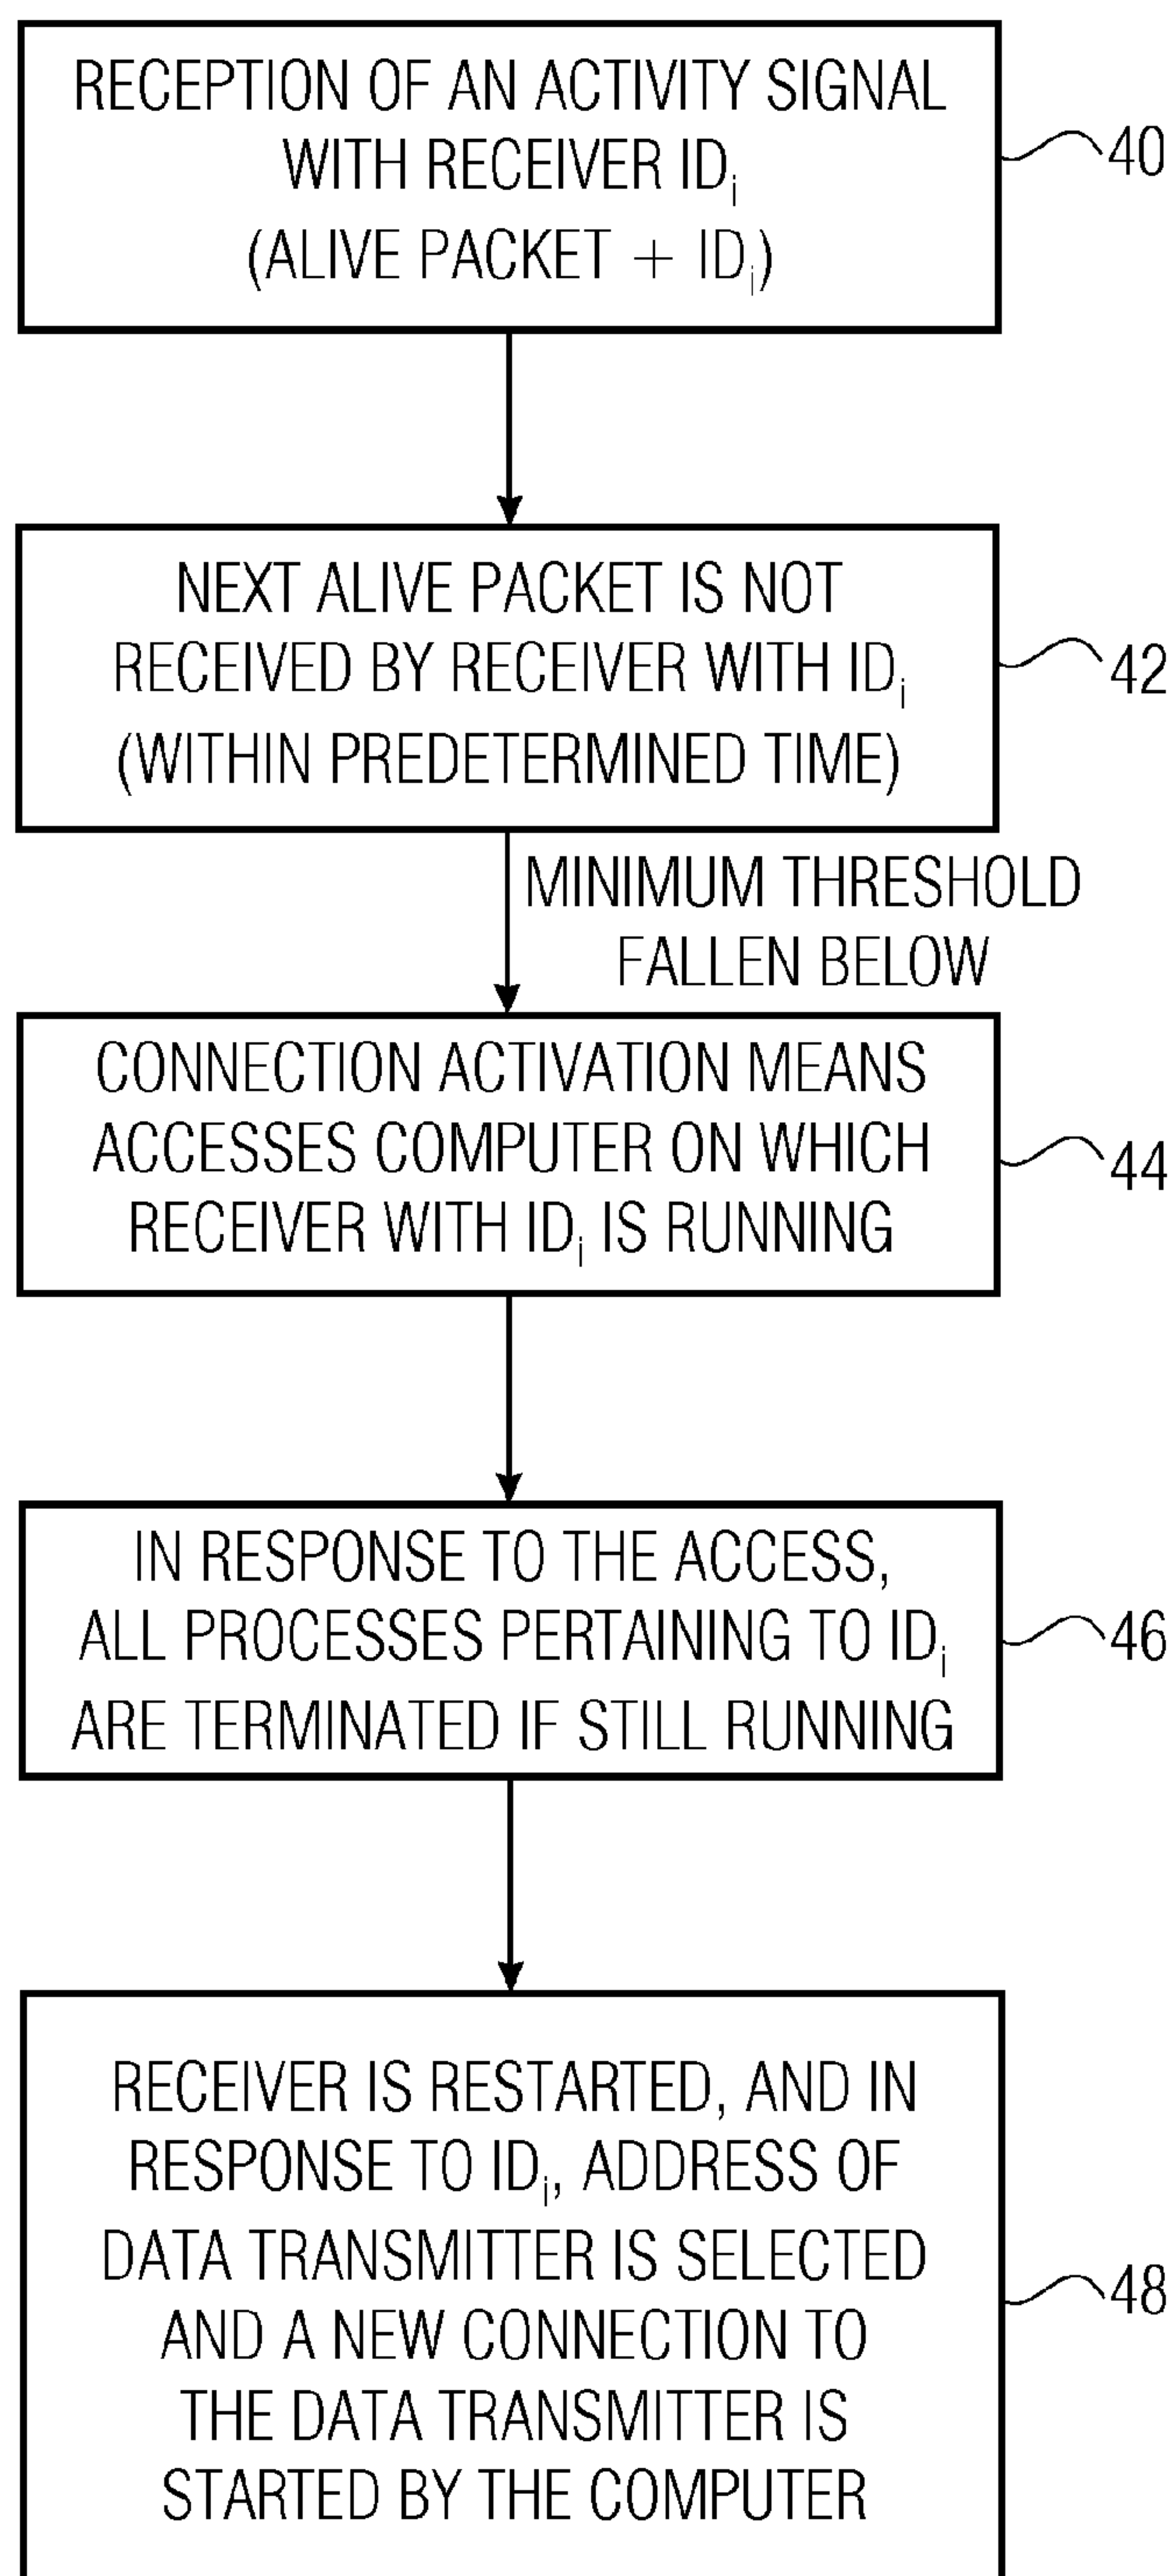 RECEPTION OF AN ACTIVITY SIGNAL
WITH RECEIVER IDi
(ALIVE PACKET + IDi)
40
NEXT ALIVE PACKET IS NOT
RECEIVED BY RECEIVER WITH IDi
(WITHIN PREDETERMINED TIME)
42
MINIMUM THRESHOLD
FALLEN BELOW
CONNECTION ACTIVATION MEANS
ACCESSES COMPUTER ON WHICH
RECEIVER WITH IDi IS RUNNING
44
IN RESPONSE TO THE ACCESS,
ALL PROCESSES PERTAINING TO IDi
ARE TERMINATED IF STILL RUNNING
46
RECEIVER IS RESTARTED, AND IN
RESPONSE TO IDi, ADDRESS OF
DATA TRANSMITTER IS SELECTED
AND A NEW CONNECTION TO
THE DATA TRANSMITTER IS
STARTED BY THE COMPUTER
48